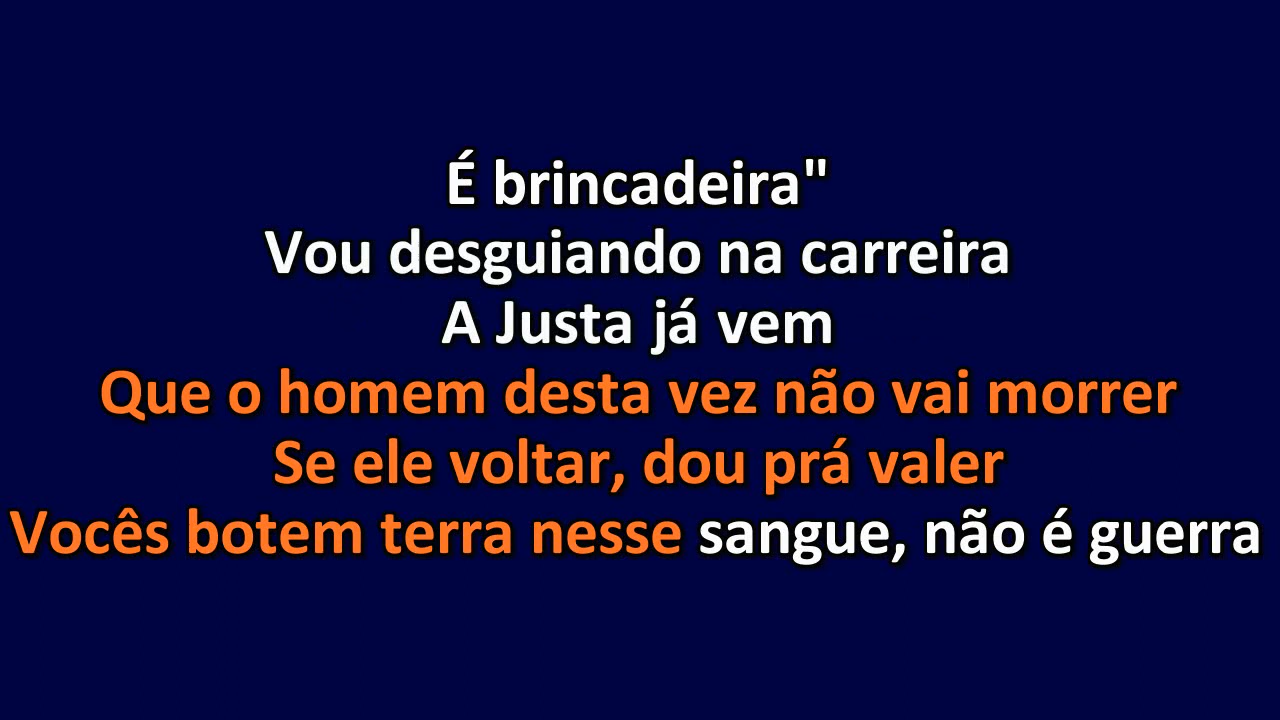 É brincadeira"
Vou desguiando na carreira
A Justa já vem
Que o homem desta vez não vai morrer
Se ele voltar, dou prá valer
Vocês botem terra nesse sangue, não é guerra